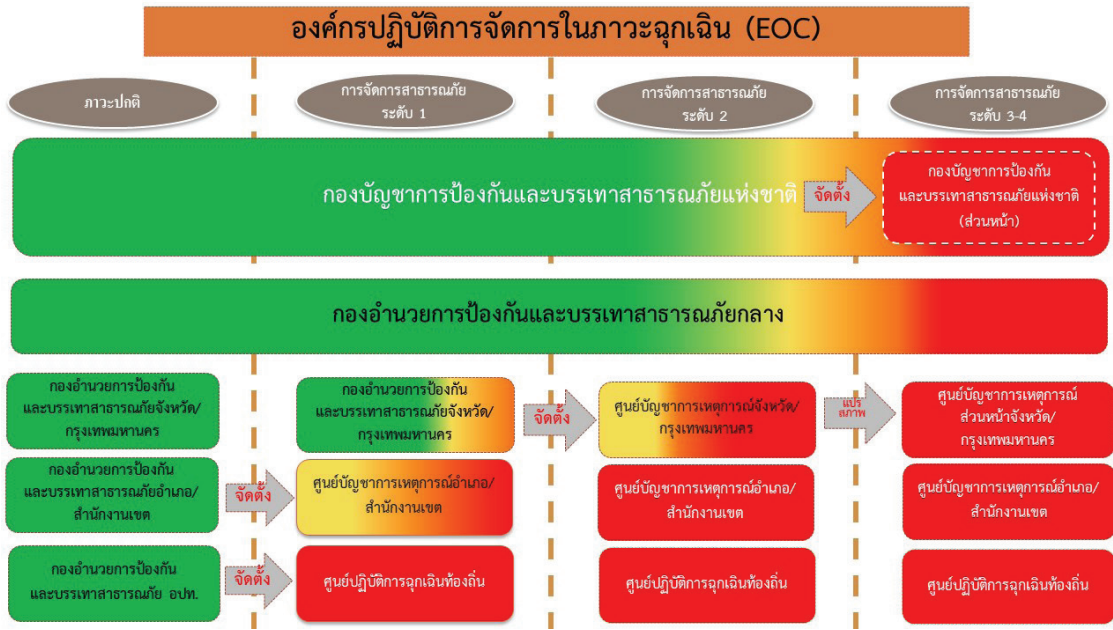 องค์กรปฏิบัติการจัดการในภาวะฉุกเฉิน (EOC)
ภาวะปกติ
การจัดการสาธารณภัย
ระดับ 1
การจัดการสาธารณภัย
ระดับ 2
การจัดการสาธารณภัย
ระดับ 3-4
กองบัญชาการป้องกันและบรรเทาสาธารณภัยแห่งชาติ
จัดตั้ง
กองบัญชาการป้องกัน
และบรรเทาสาธารณภัยแห่งชาติ
(ส่วนหน้า)
กองอำนวยการป้องกันและบรรเทาสาธารณภัยกลาง
กองอำนวยการป้องกัน
และบรรเทาสาธารณภัยจังหวัด/
กรุงเทพมหานคร
กองอำนวยการป้องกัน
และบรรเทาสาธารณภัยจังหวัด/
กรุงเทพมหานคร
จัดตั้ง
ศูนย์บัญชาการเหตุการณ์จังหวัด/
กรุงเทพมหานคร
แปร
สภาพ
ศูนย์บัญชาการเหตุการณ์
ส่วนหน้าจังหวัด/
กรุงเทพมหานคร
กองอำนวยการป้องกัน
และบรรเทาสาธารณภัยอำเภอ/
สำนักงานเขต
จัดตั้ง
ศูนย์บัญชาการเหตุการณ์อำเภอ/
สำนักงานเขต
ศูนย์บัญชาการเหตุการณ์อำเภอ/
สำนักงานเขต
ศูนย์บัญชาการเหตุการณ์อำเภอ/
สำนักงานเขต
กองอำนวยการป้องกัน
และบรรเทาสาธารณภัย อปท.
จัดตั้ง
ศูนย์ปฏิบัติการฉุกเฉินท้องถิ่น
ศูนย์ปฏิบัติการฉุกเฉินท้องถิ่น
ศูนย์ปฏิบัติการฉุกเฉินท้องถิ่น